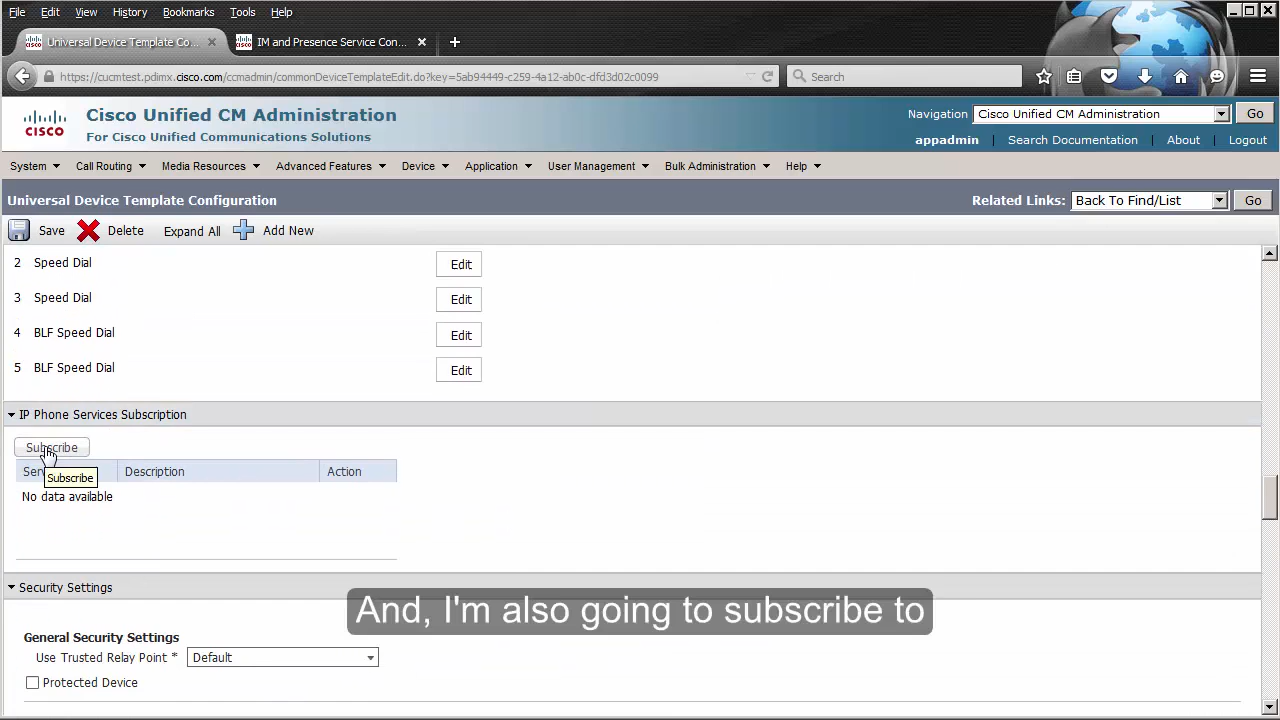 File Edit View History Bookmarks Tools Help
Universal Device Template Co... × IM and Presence Service Con... ×
https://cucmtest.pdimx.cisco.com/ccmadmin/commonDeviceTemplateEdit.do?key=5ab94449-c259-4a12-ab0c-dfd3d02c0099 Search
CISCO
Cisco Unified CM Administration
For Cisco Unified Communications Solutions
Navigation Cisco Unified CM Administration Go
appadmin Search Documentation About Logout
System Call Routing Media Resources Advanced Features Device Application User Management Bulk Administration Help
Universal Device Template Configuration Related Links: Back To Find/List Go
Save Delete Expand All Add New
2 Speed Dial Edit
3 Speed Dial Edit
4 BLF Speed Dial Edit
5 BLF Speed Dial Edit
IP Phone Services Subscription
Subscribe
Description Action
Subscribe
No data available
Security Settings
And, I'm also going to subscribe to
General Security Settings
Use Trusted Relay Point * Default
Protected Device